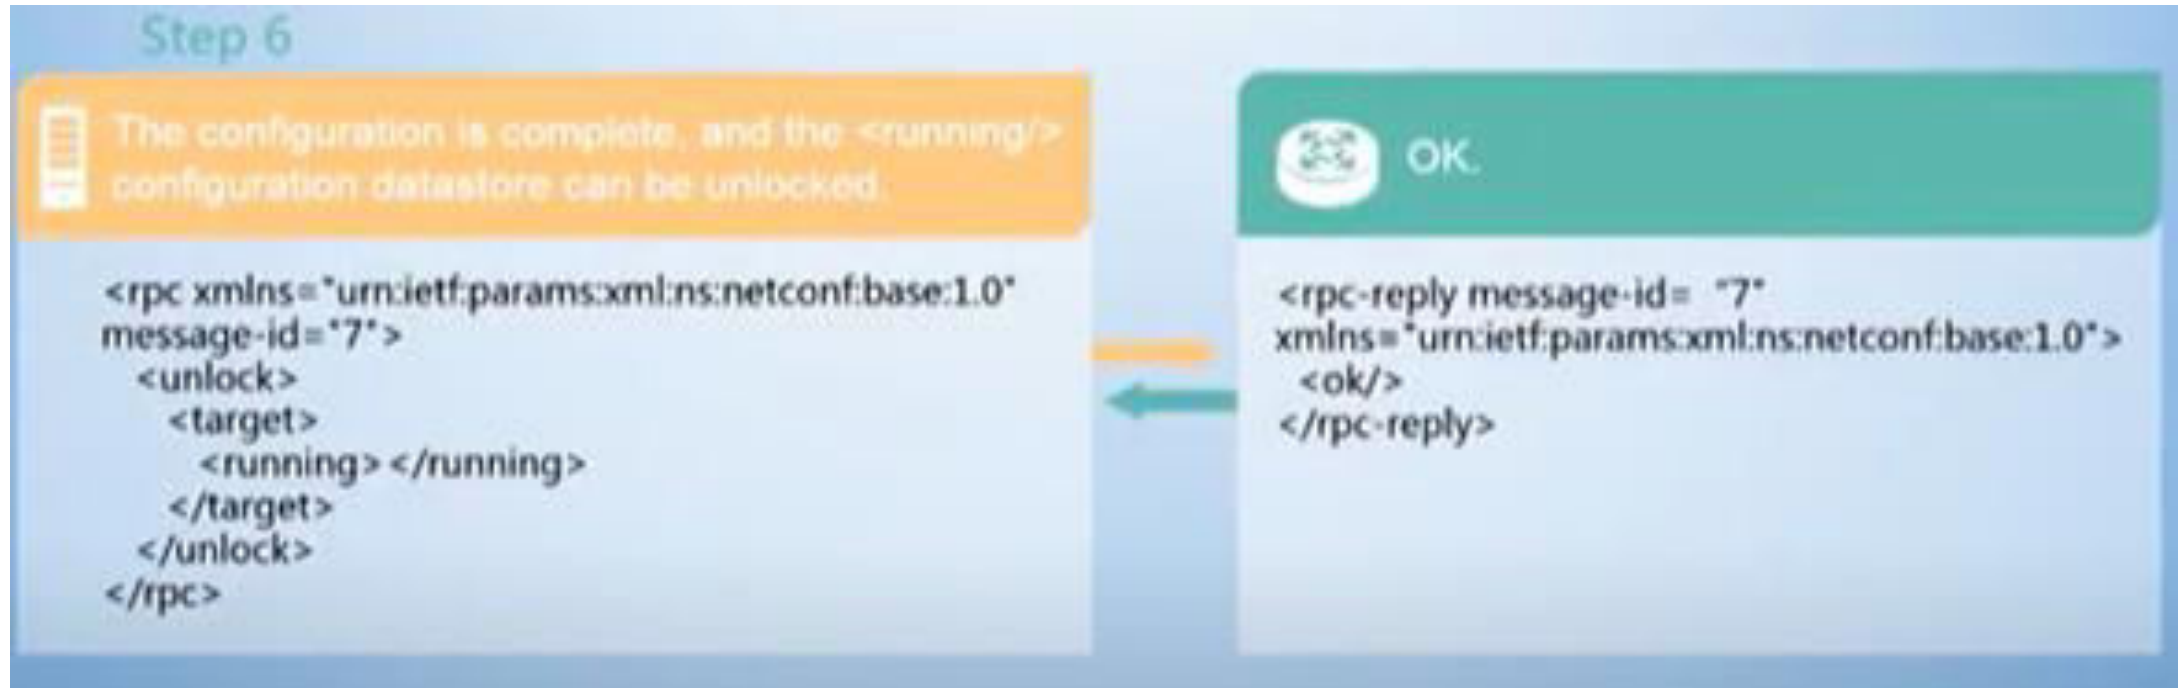 Step 6
The configuration is complete, and the <running/>
configuration datastore can be unlocked.
<rpc xmlns="urn:ietf:params:xml:ns:netconf:base:1.0"
message-id="7">
<unlock>
<target>
<running> </running>
</target>
</unlock>
</rpc>
OK.
<rpc-reply message-id= "7"
xmlns="urn:ietf:params:xml:ns:netconf:base:1.0">
<ok/>
</rpc-reply>